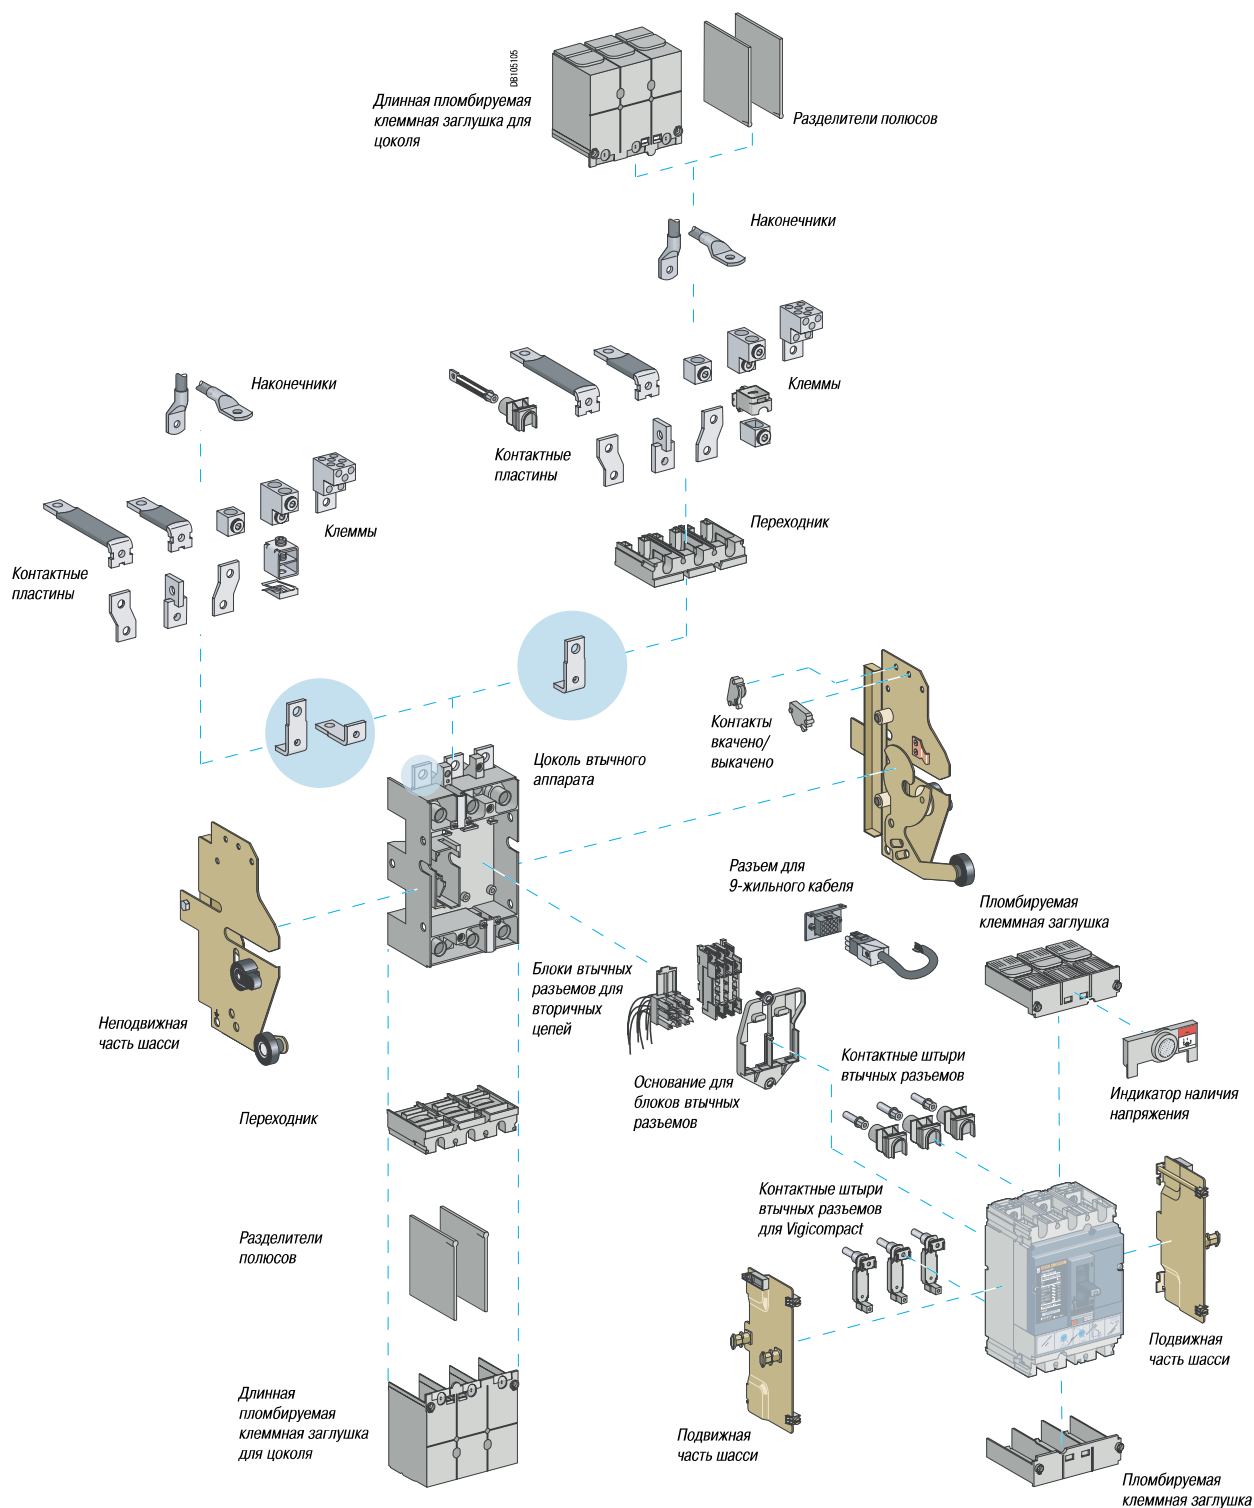 DB105105
Длинная пломбируемая
клеммная заглушка для
цоколя
Разделители полюсов
Наконечники
Наконечники
Клеммы
Контактные
пластины
Клеммы
Переходник
Контактные
пластины
Контакты
вкачено/
выкачено
Цоколь втычного
аппарата
Разъем для
9-жильного кабеля
Пломбируемая
клеммная заглушка
Блоки втычных
разъемов для
вторичных
цепей
Неподвижная
часть шасси
Контактные штыри
втычных разъемов
Основание для
блоков втычных
разъемов
Индикатор наличия
напряжения
Переходник
Контактные штыри
втычных разъемов
для Vigicompact
Разделители
полюсов
Подвижная
часть шасси
Длинная
пломбируемая
клеммная заглушка
для цоколя
Подвижная
часть шасси
Пломбируемая
клеммная заглушка